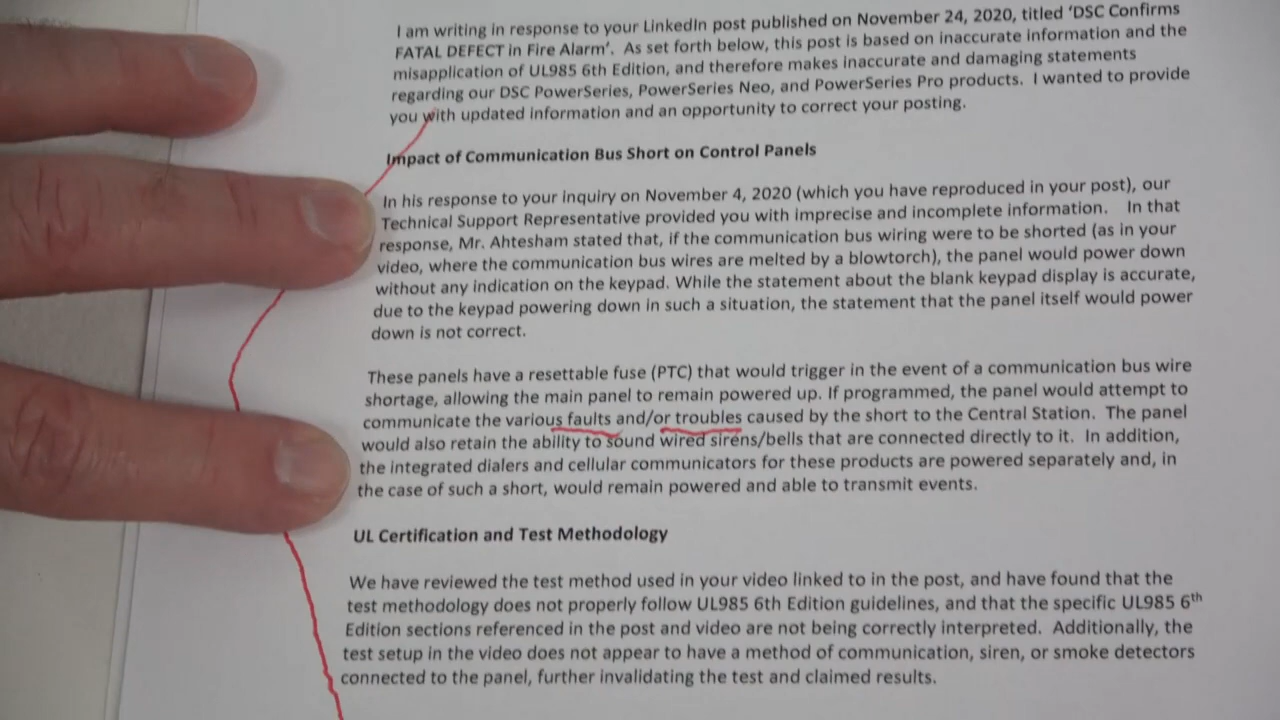 I am writing in response to your LinkedIn post published on November 24, 2020, titled ‘DSC Confirms
FATAL DEFECT in Fire Alarm’. As set forth below, this post is based on inaccurate information and the
misapplication of UL985 6th Edition, and therefore makes inaccurate and damaging statements
regarding our DSC PowerSeries, PowerSeries Neo, and PowerSeries Pro products. I wanted to provide
you with updated information and an opportunity to correct your posting.
Impact of Communication Bus Short on Control Panels
In his response to your inquiry on November 4, 2020 (which you have reproduced in your post), our
Technical Support Representative provided you with imprecise and incomplete information. In that
response, Mr. Ahtesham stated that, if the communication bus wiring were to be shorted (as in your
video, where the communication bus wires are melted by a blowtorch), the panel would power down
without any indication on the keypad. While the statement about the blank keypad display is accurate,
due to the keypad powering down in such a situation, the statement that the panel itself would power
down is not correct.
These panels have a resettable fuse (PTC) that would trigger in the event of a communication bus wire
shortage, allowing the main panel to remain powered up. If programmed, the panel would attempt to
communicate the various faults and/or troubles caused by the short to the Central Station. The panel
would also retain the ability to sound wired sirens/bells that are connected directly to it. In addition,
the integrated dialers and cellular communicators for these products are powered separately and, in
the case of such a short, would remain powered and able to transmit events.
UL Certification and Test Methodology
We have reviewed the test method used in your video linked to in the post, and have found that the
test methodology does not properly follow UL985 6th Edition guidelines, and that the specific UL985 6th
Edition sections referenced in the post and video are not being correctly interpreted. Additionally, the
test setup in the video does not appear to have a method of communication, siren, or smoke detectors
connected to the panel, further invalidating the test and claimed results.